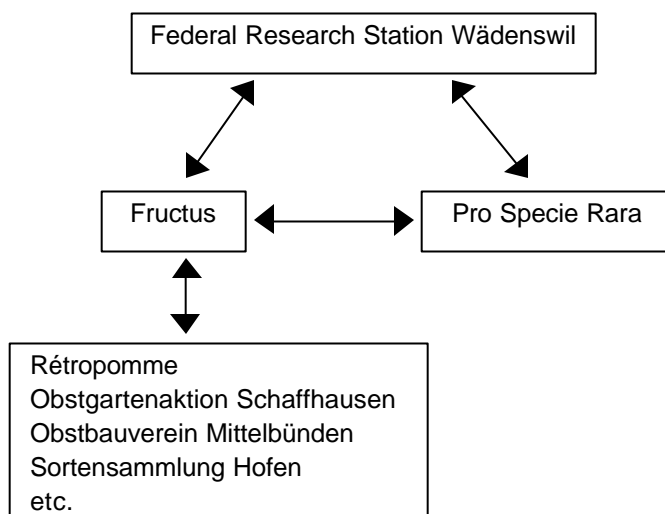 Federal Research Station Wädenswil
Fructus
Pro Specie Rara
Rétropomme
Obstgartenaktion Schaffhausen
Obstbauverein Mittelbünden
Sortensammlung Hofen
etc.